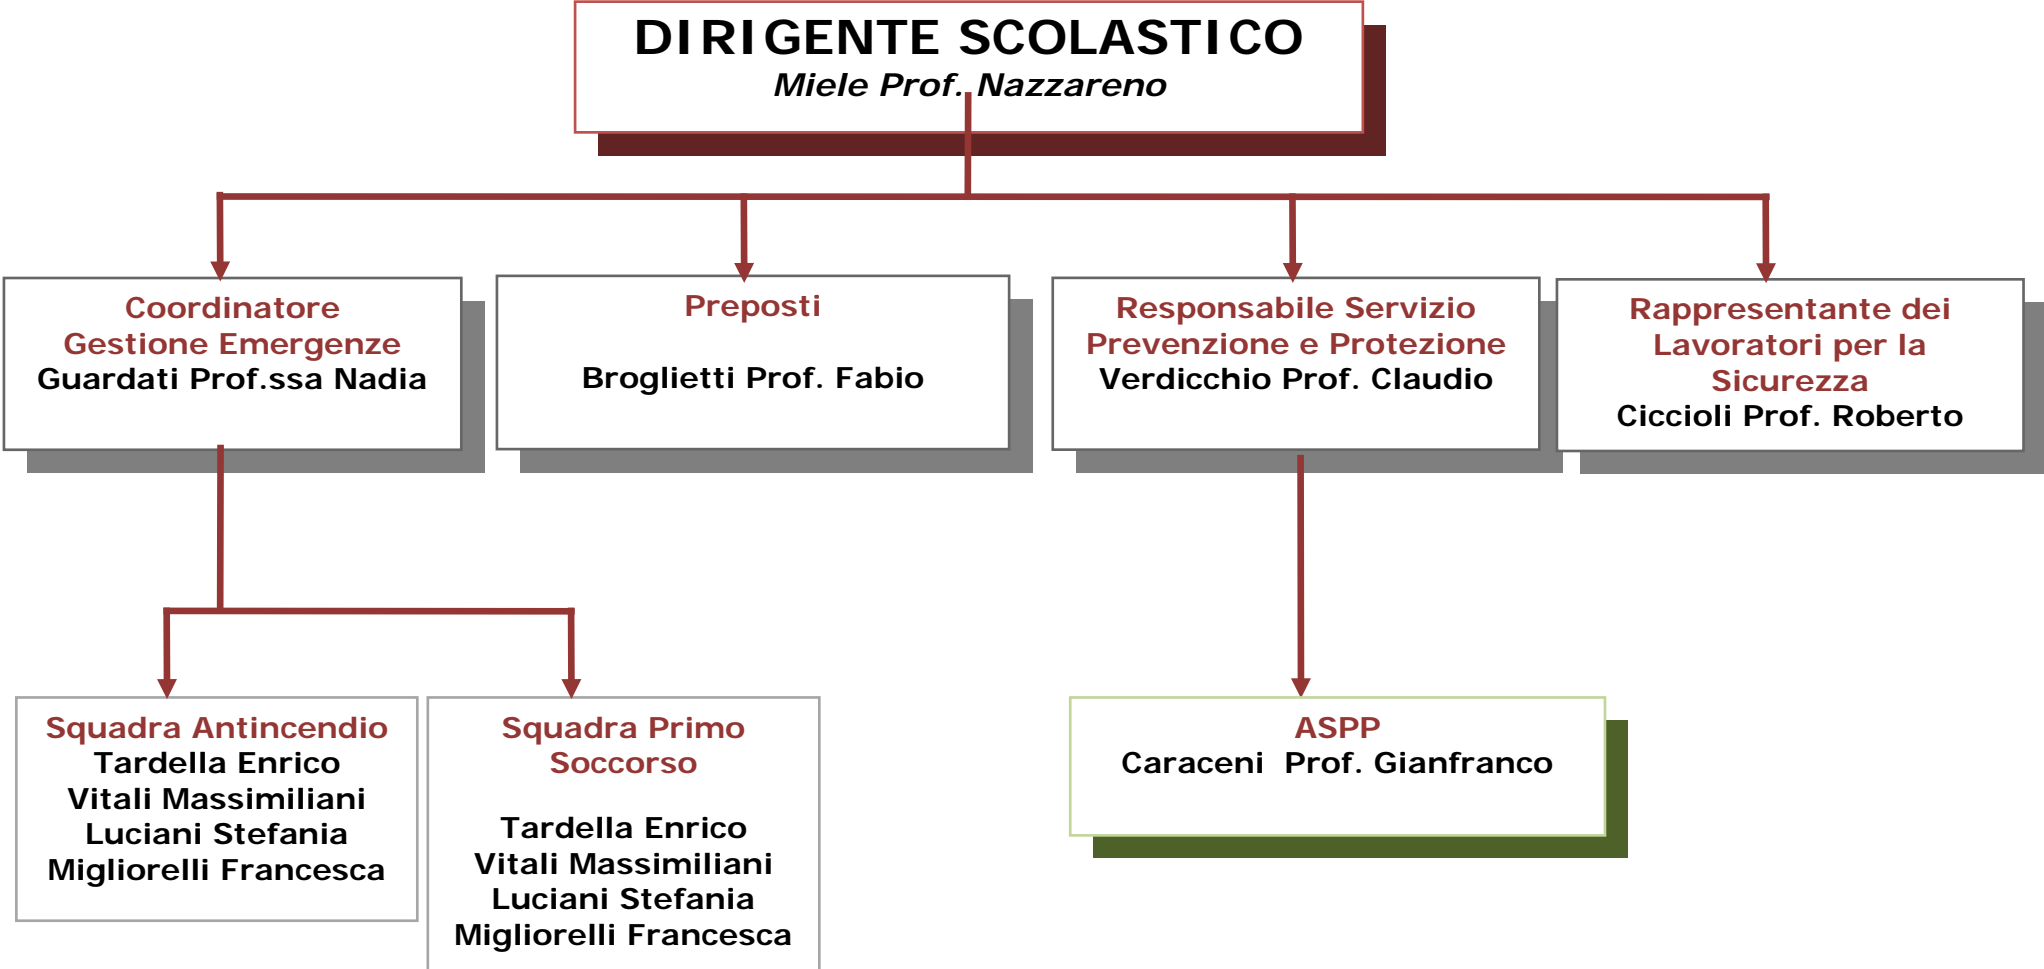 DIRIGENTE SCOLASTICO
Miele Prof. Nazzareno
Coordinatore
Gestione Emergenze
Guardati Prof.ssa Nadia
Preposti
Broglietti Prof. Fabio
Responsabile Servizio
Prevenzione e Protezione
Verdicchio Prof. Claudio
Rappresentante dei
Lavoratori per la
Sicurezza
Ciccioli Prof. Roberto
Squadra Antincendio
Tardella Enrico
Vitali Massimiliani
Luciani Stefania
Migliorelli Francesca
Squadra Primo
Soccorso
Tardella Enrico
Vitali Massimiliani
Luciani Stefania
Migliorelli Francesca
ASPP
Caraceni  Prof. Gianfranco